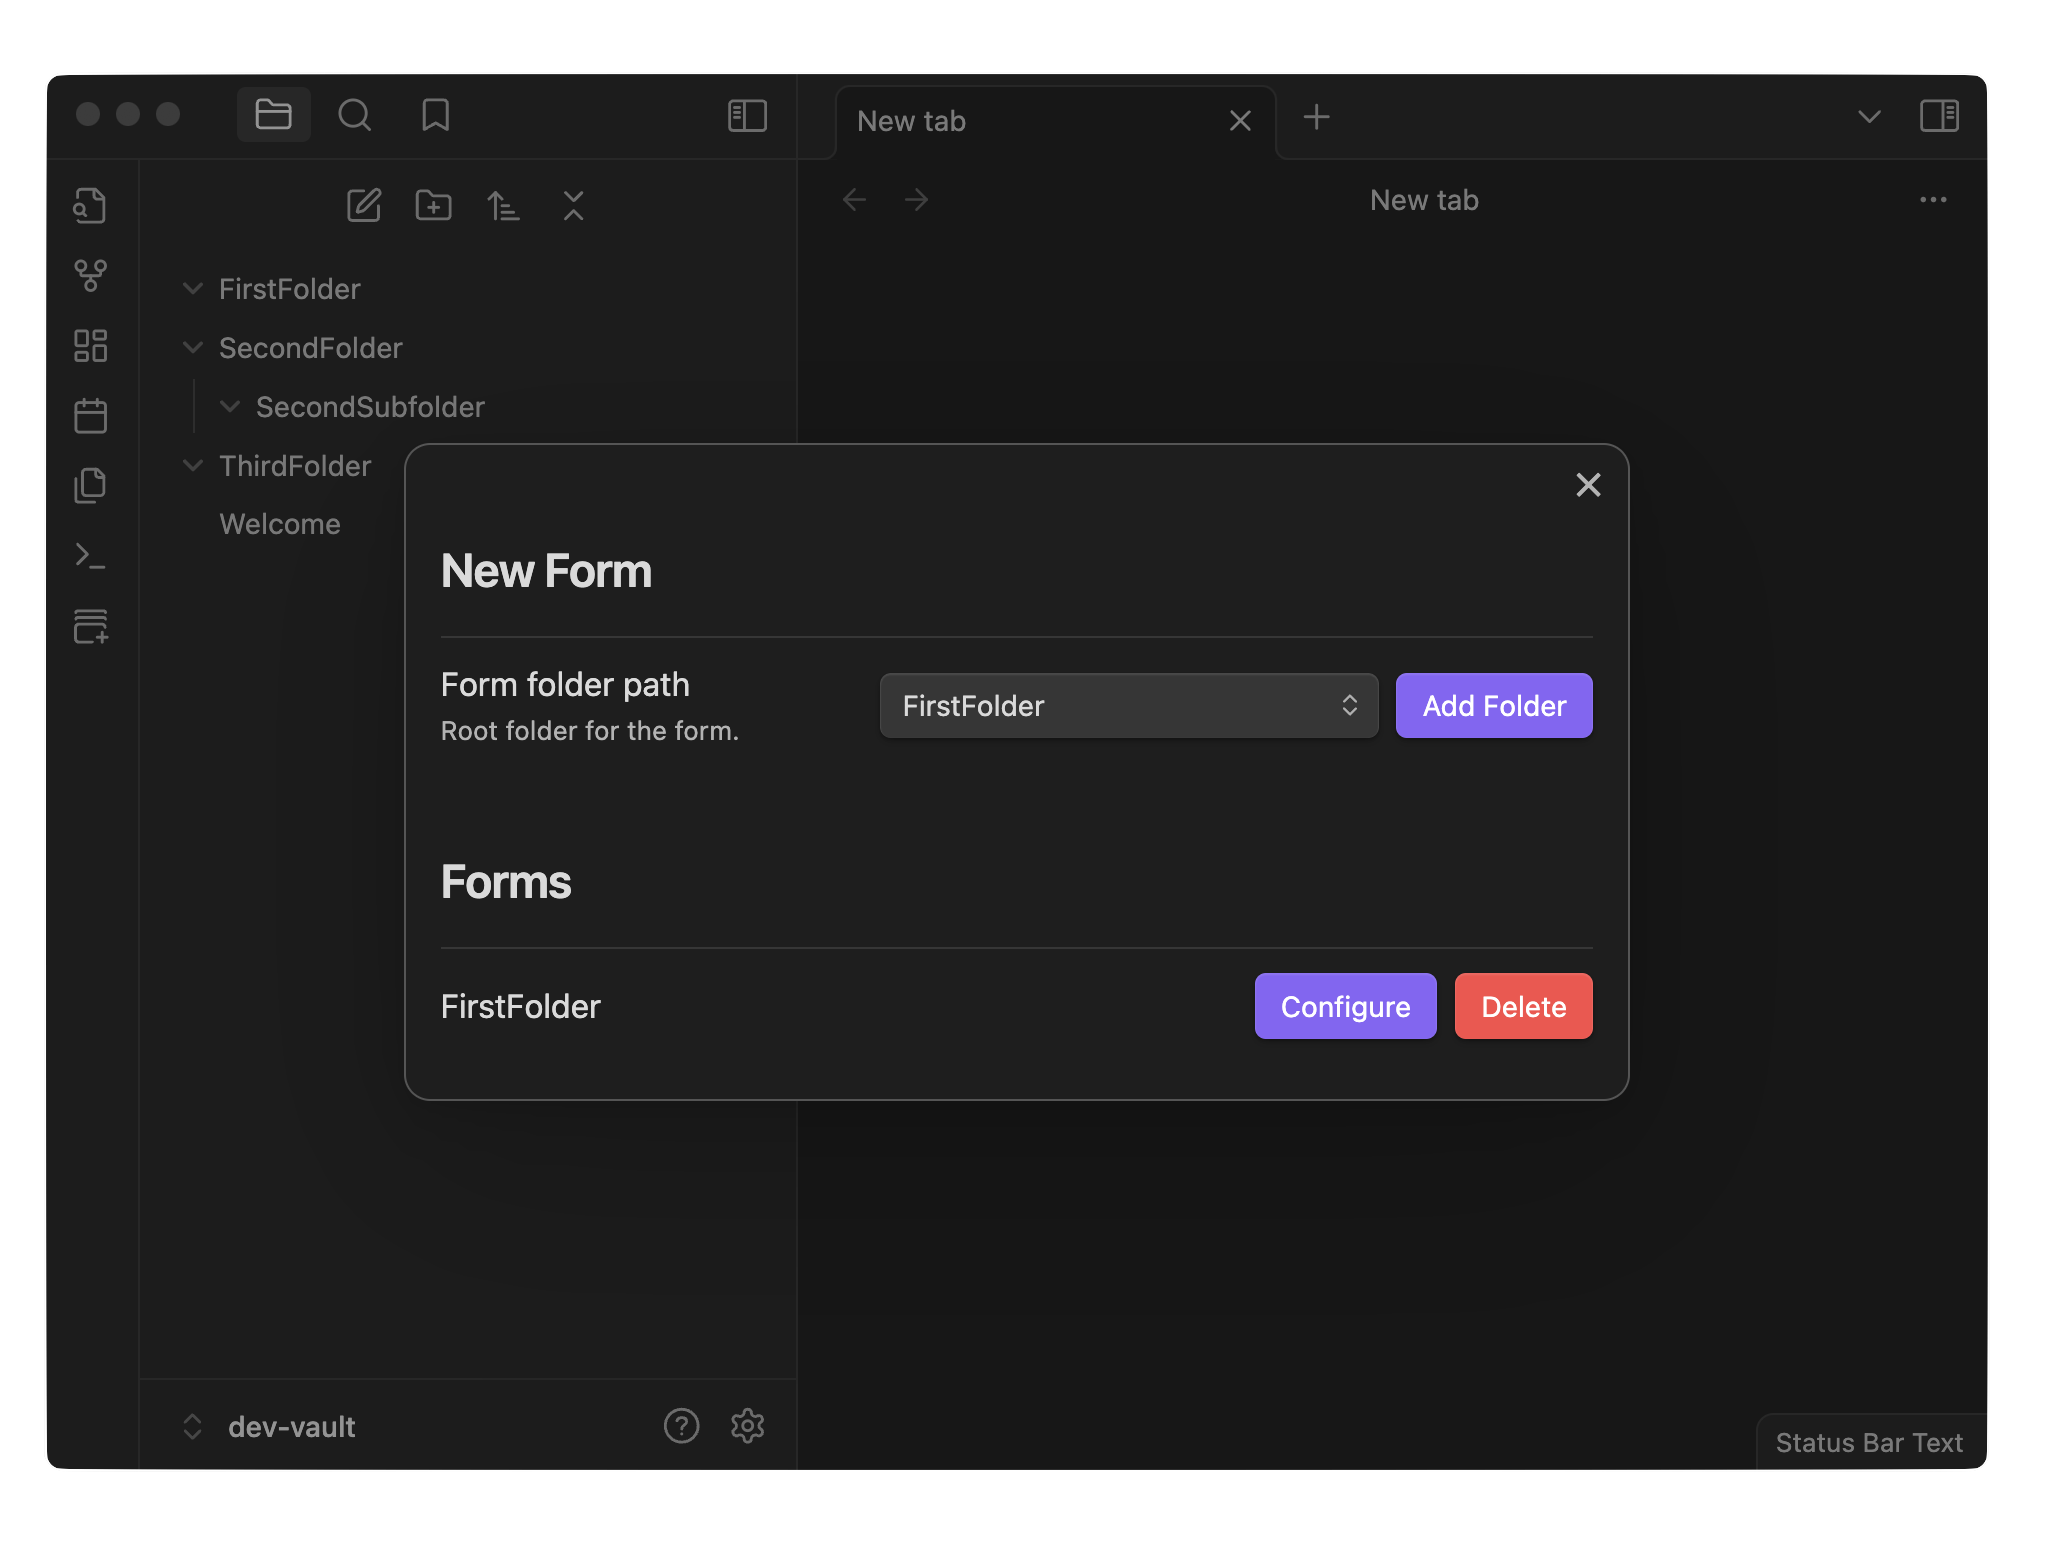 New tab
New tab
FirstFolder
SecondFolder
SecondSubfolder
ThirdFolder
Welcome
New Form
Form folder path
Root folder for the form.
FirstFolder
Add Folder
Forms
FirstFolder
Configure
Delete
dev-vault
Status Bar Text